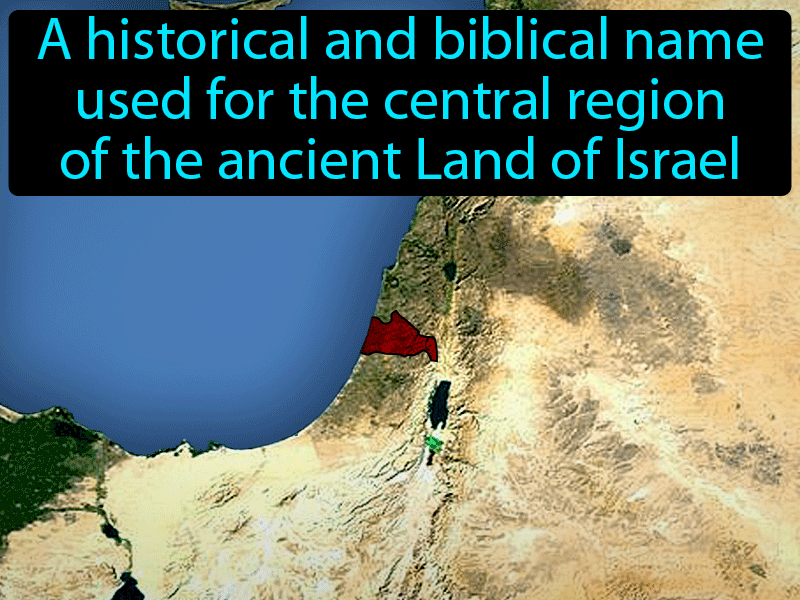 A historical and biblical name
used for the central region
of the ancient Land of Israel